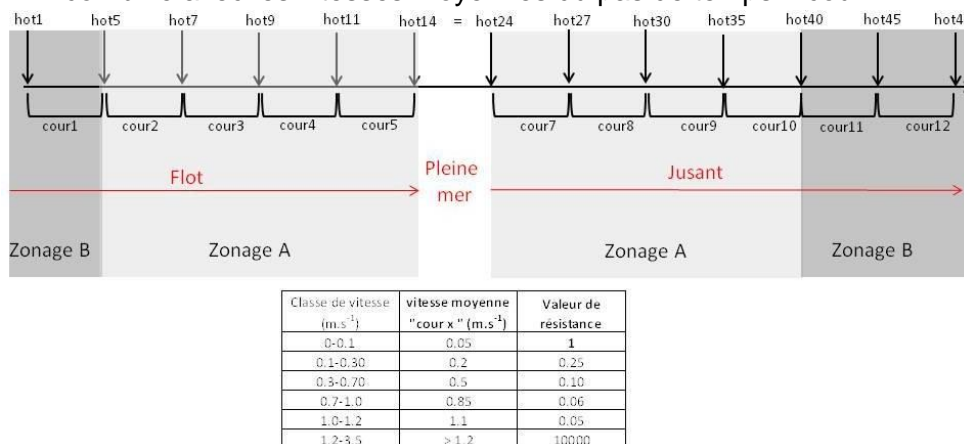 hot1 hot5 hot7 hot9 hot11 hot14 = hot24 hot27 hot30 hot35 hot40 hot45 hot4
cour1 cour2 cour3 cour4 cour5 cour7 cour8 cour9 cour10 cour11 cour12
Flot Pleine mer Jusant
Zonage B Zonage A Zonage A Zonage B
Classe de vitesse (m.s⁻¹) vitesse moyenne "cour x " (m.s⁻¹) Valeur de résistance
0-0.1 0.05 1
0.1-0.30 0.2 0.25
0.3-0.70 0.5 0.10
0.7-1.0 0.85 0.06
1.0-1.2 1.1 0.05
1.2-3.5 > 1.2 10000